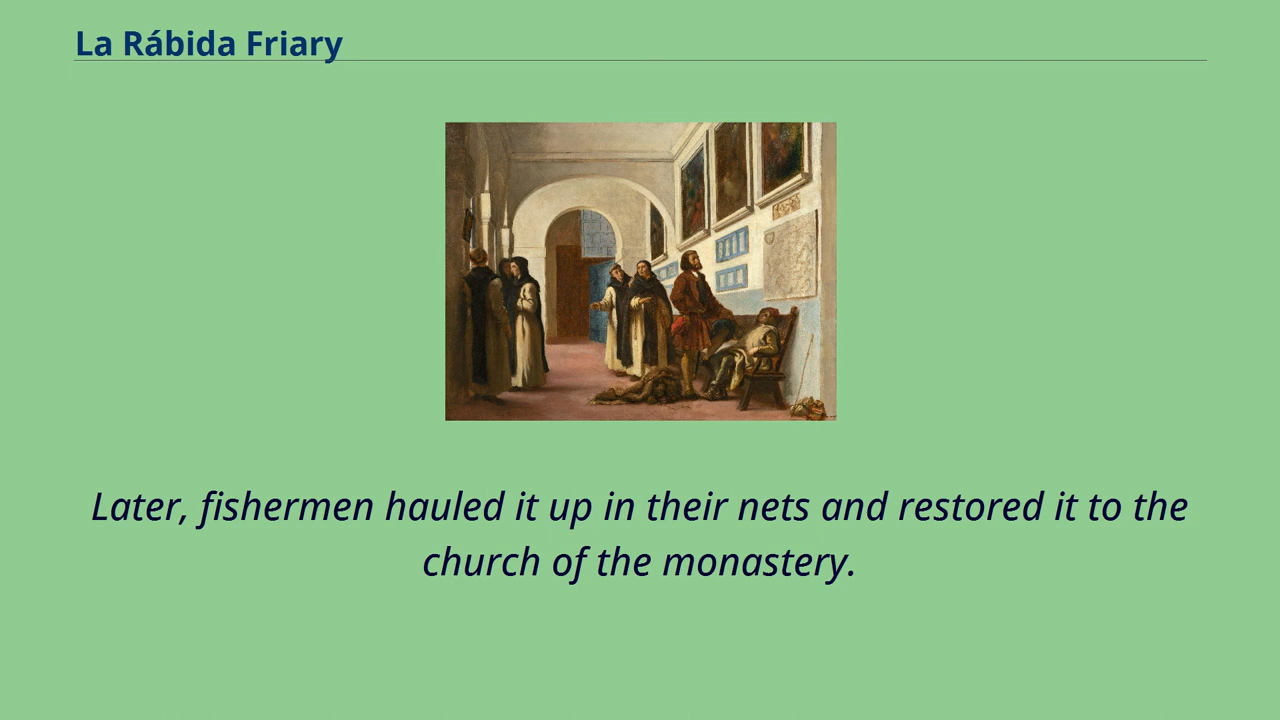 La Rábida Friary
Later, fishermen hauled it up in their nets and restored it to the
church of the monastery.